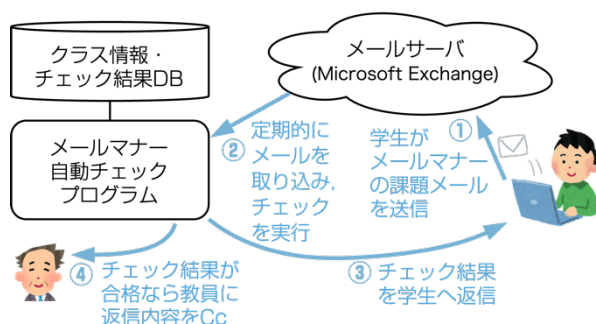 クラス情報・
チェック結果DB
メールサーバ
(Microsoft Exchange)
メールマナー
自動チェック
プログラム
② 定期的に
メールを
取り込み,
チェック
を実行
学生が ①
メールマナー
の課題メール
を送信
③ チェック結果
を学生へ返信
④ チェック結果が
合格なら教員に
返信内容をCc